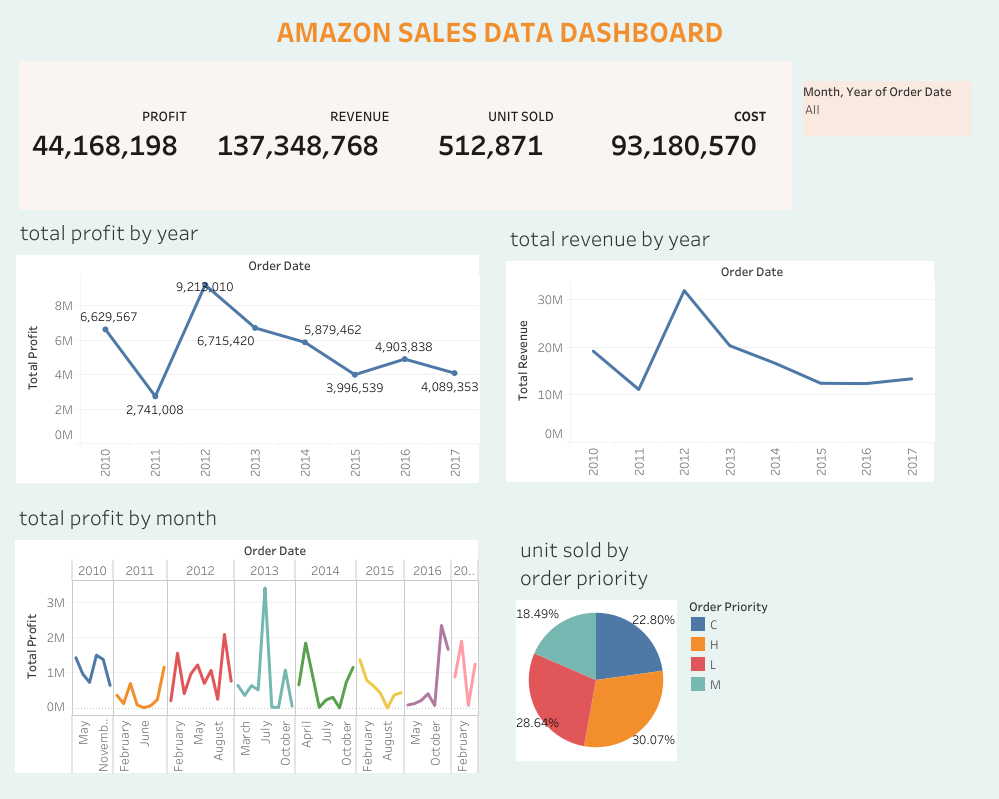 AMAZON SALES DATA DASHBOARD
PROFIT REVENUE UNIT SOLD COST
44,168,198 137,348,768 512,871 93,180,570
Month, Year of Order Date
All
total profit by year
Order Date
Total Profit
8M
6M
4M
2M
0M
6,629,567
2,741,008
9,213,010
6,715,420
5,879,462
3,996,539
4,903,838
4,089,353
2010 2011 2012 2013 2014 2015 2016 2017
total revenue by year
Order Date
Total Revenue
30M
20M
10M
0M
2010 2011 2012 2013 2014 2015 2016 2017
total profit by month
Order Date
2010 2011 2012 2013 2014 2015 2016 20..
Total Profit
3M
2M
1M
0M
May Novemb.. February June February May August March July October April July October February August May October February
unit sold by
order priority
18.49%
22.80%
28.64%
30.07%
Order Priority
C
H
L
M